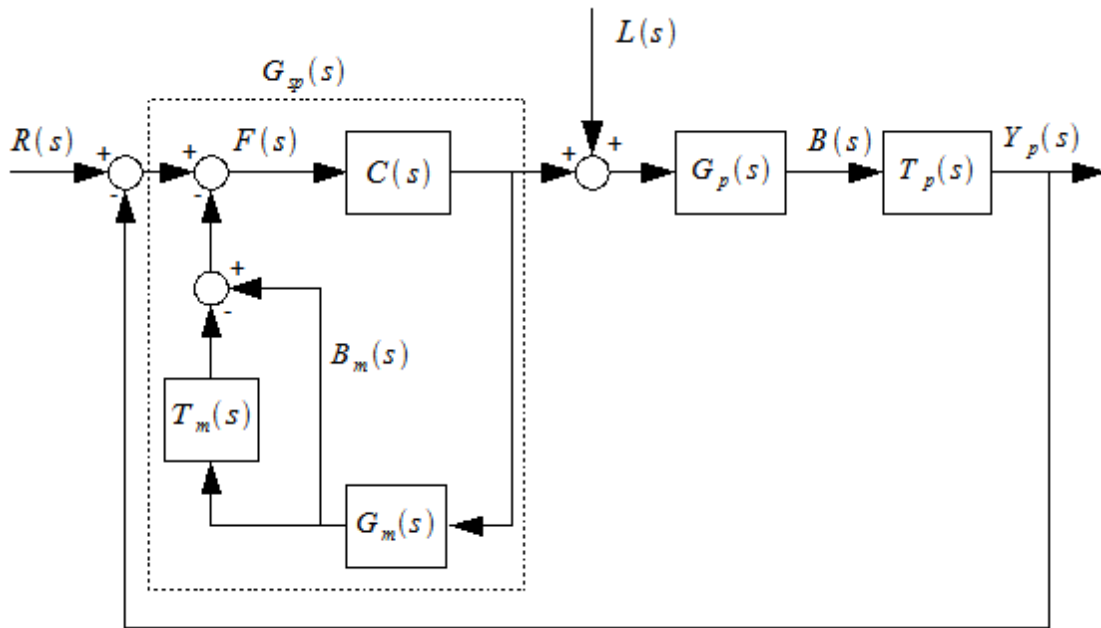 L(s)
G_sp(s)
R(s)
+
-
+
-
F(s)
C(s)
+
+
G_p(s)
B(s)
T_p(s)
Y_p(s)
+
-
B_m(s)
T_m(s)
G_m(s)